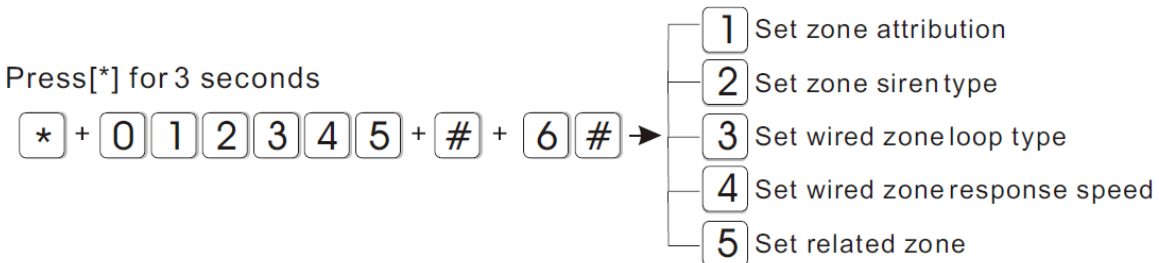 1 Set zone attribution
Press[*] for 3 seconds
2 Set zone siren type
* + 0 1 2 3 4 5 + # + 6 #
3 Set wired zone loop type
4 Set wired zone response speed
5 Set related zone